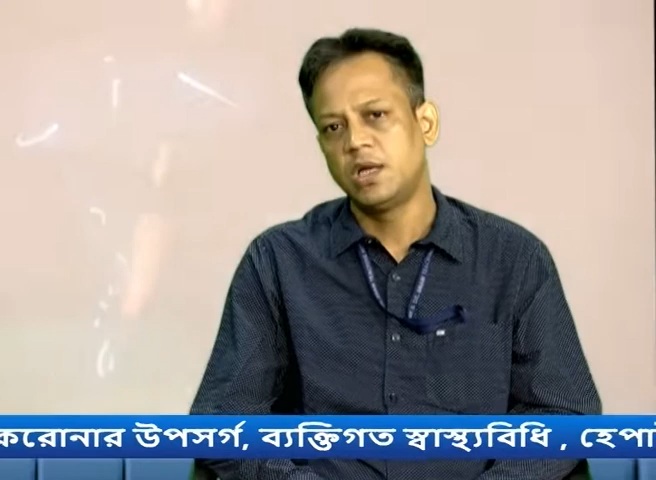 করোনার উপসর্গ, ব্যক্তিগত স্বাস্থ্যবিধি , হেপা